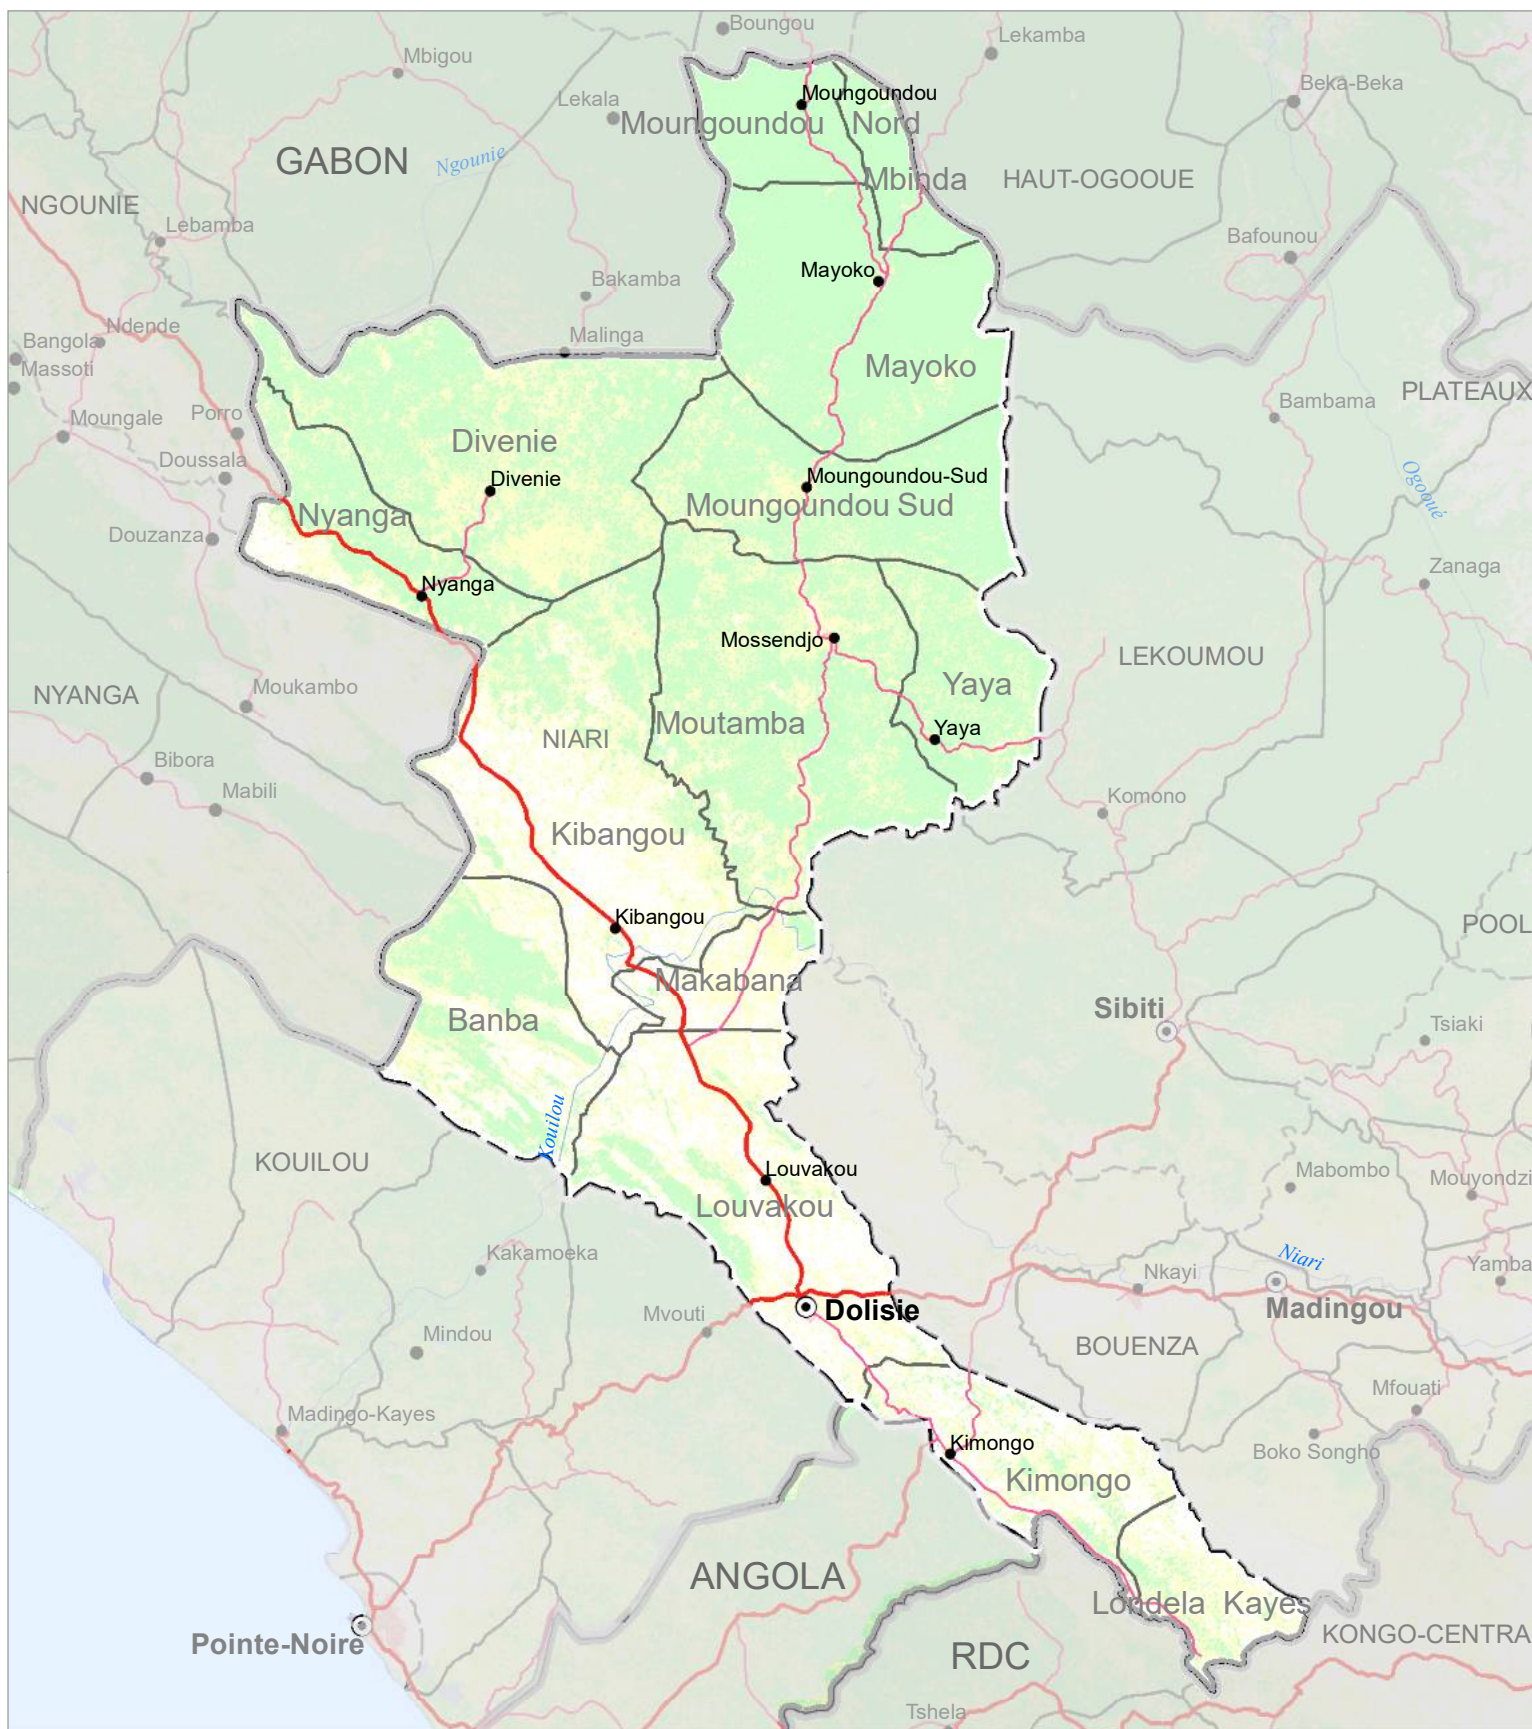 Boungou
Lekamba
Mbigou
Beka-Beka
Lekala
Moungoundou
Moungoundou Nord
GABON
Ngounie
Mbinda
HAUT-OGOOUE
NGOUNIE
Lebamba
Bafounou
Mayoko
Bakamba
Ndende
Malinga
Bangola
Massoti
Mayoko
PLATEAUX
Bambama
Moungale
Porro
Divenie
Doussala
Divenie
Moungoundou-Sud
Ogooué
Moungoundou Sud
Nyanga
Douzanza
Zanaga
Nyanga
Mossendjo
LEKOUMOU
Yaya
NYANGA
Moukambo
Moutamba
Yaya
NIARI
Bibora
Mabili
Komono
Kibangou
Kibangou
POOL
Makabana
Sibiti
Banba
Tsiaki
Kouilou
KOUILOU
Louvakou
Mabombo
Mouyondzi
Louvakou
Kakamoeka
Niari
Yamba
Nkayi
Mvouti
Dolisie
Madingou
Mindou
BOUENZA
Mfouati
Madingo-Kayes
Kimongo
Boko Songho
Kimongo
ANGOLA
Londela Kayes
Pointe-Noire
KONGO-CENTRA
RDC
Tshela